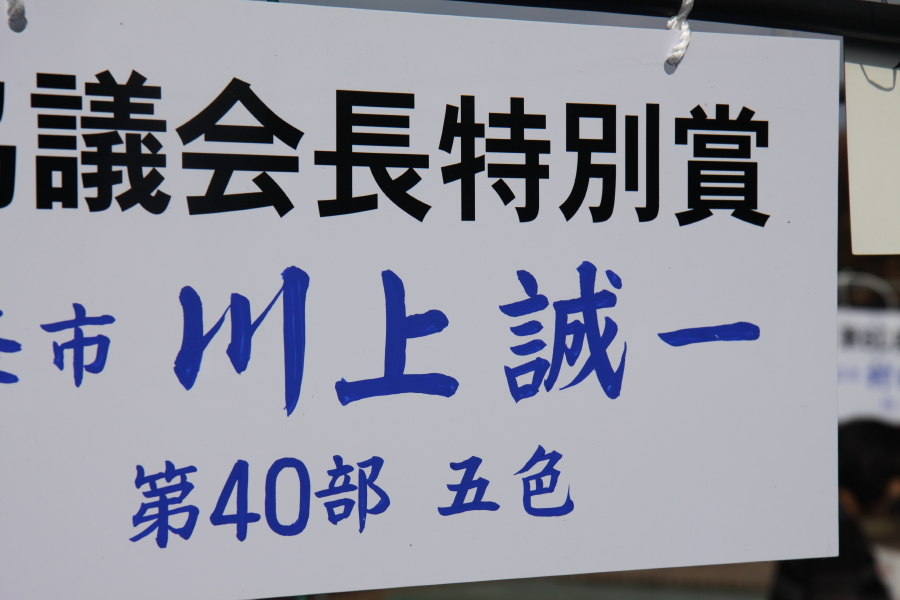 議会長特別賞
市 川上誠一
第40部 五色